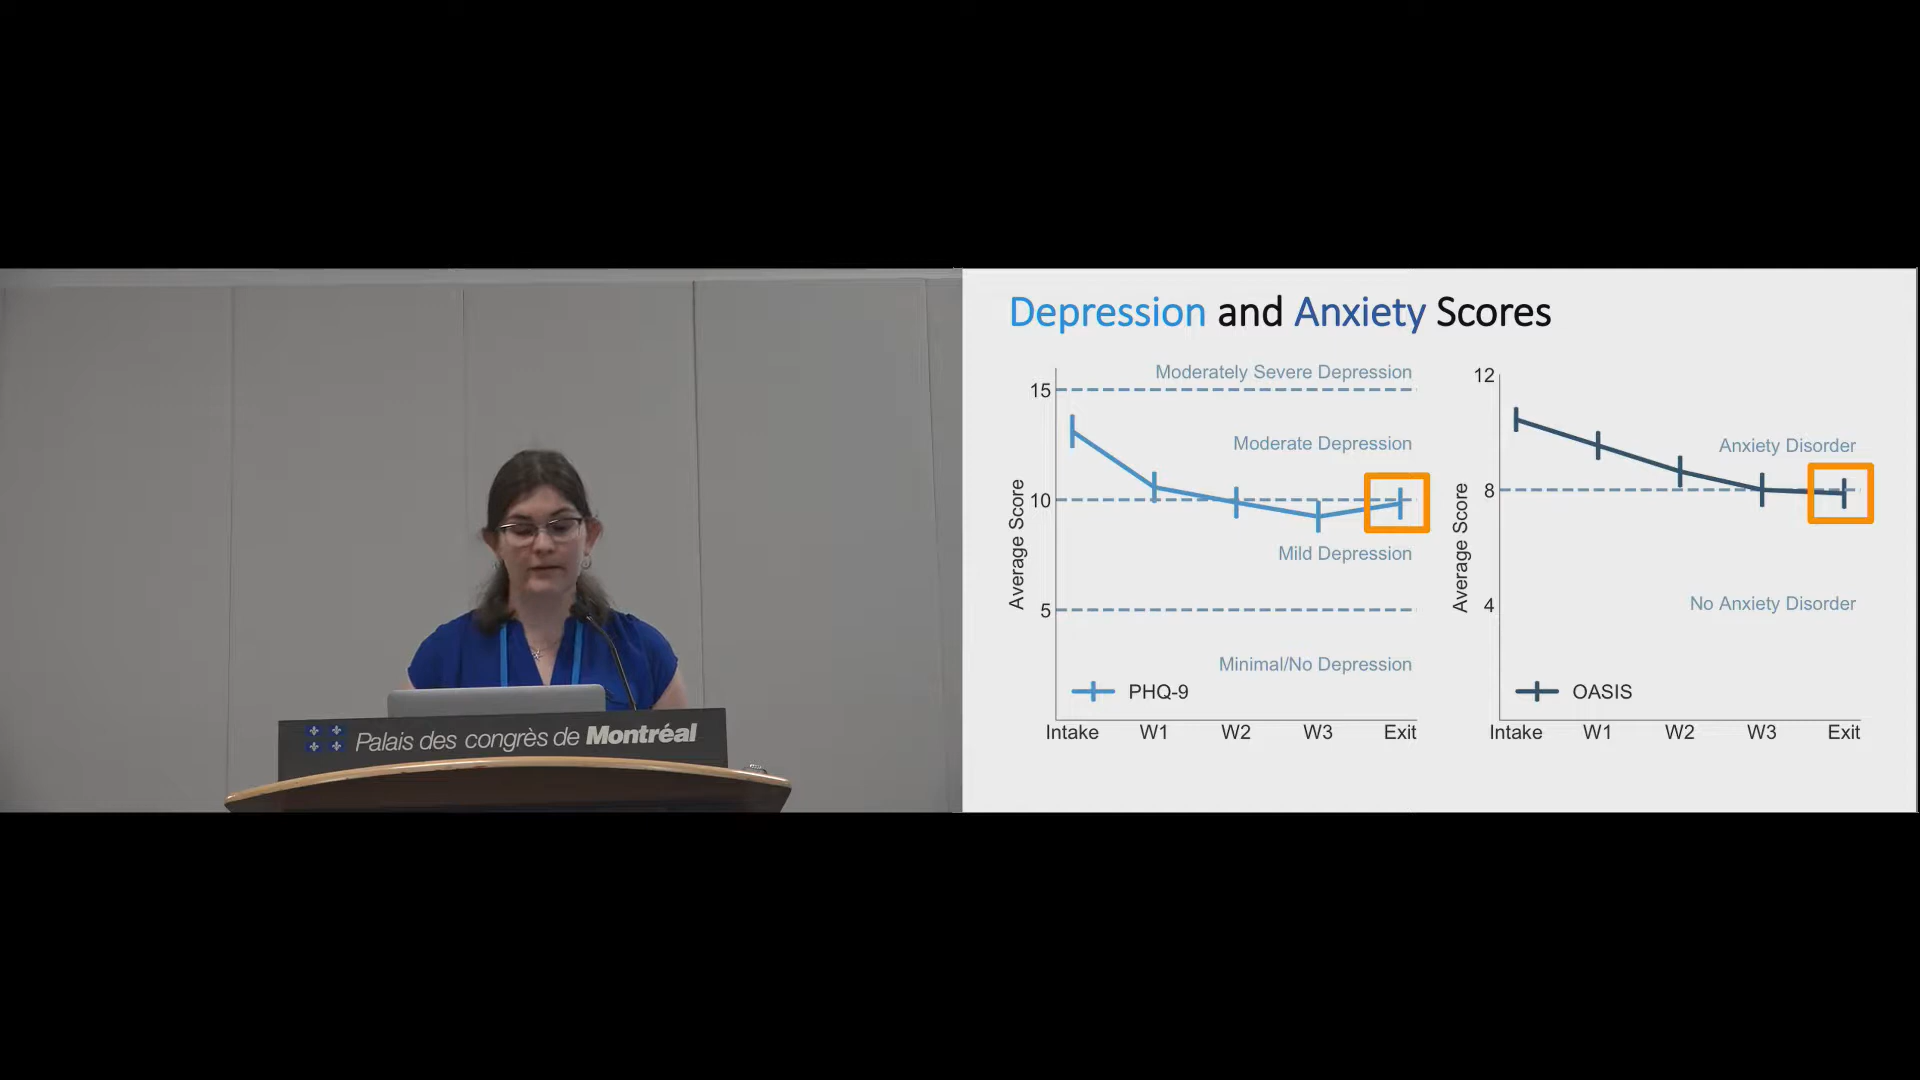 Depression and Anxiety Scores
Moderately Severe Depression
15
Moderate Depression
10
Mild Depression
5
Minimal/No Depression
Average Score
PHQ-9
Intake W1 W2 W3 Exit
12
Anxiety Disorder
8
4
No Anxiety Disorder
Average Score
OASIS
Intake W1 W2 W3 Exit
Palais des congrès de Montréal